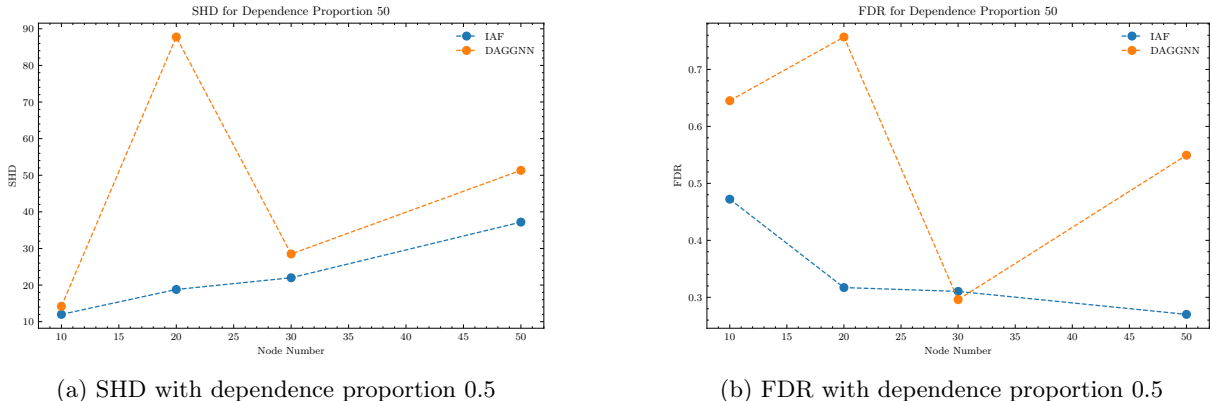 SHD for Dependence Proportion 50
IAF
DAGGNN
90
80
70
60
50
40
30
20
10
SHD
10 15 20 25 30 35 40 45 50
Node Number
(a) SHD with dependence proportion 0.5
FDR for Dependence Proportion 50
IAF
DAGGNN
0.7
0.6
0.5
0.4
0.3
FDR
10 15 20 25 30 35 40 45 50
Node Number
(b) FDR with dependence proportion 0.5